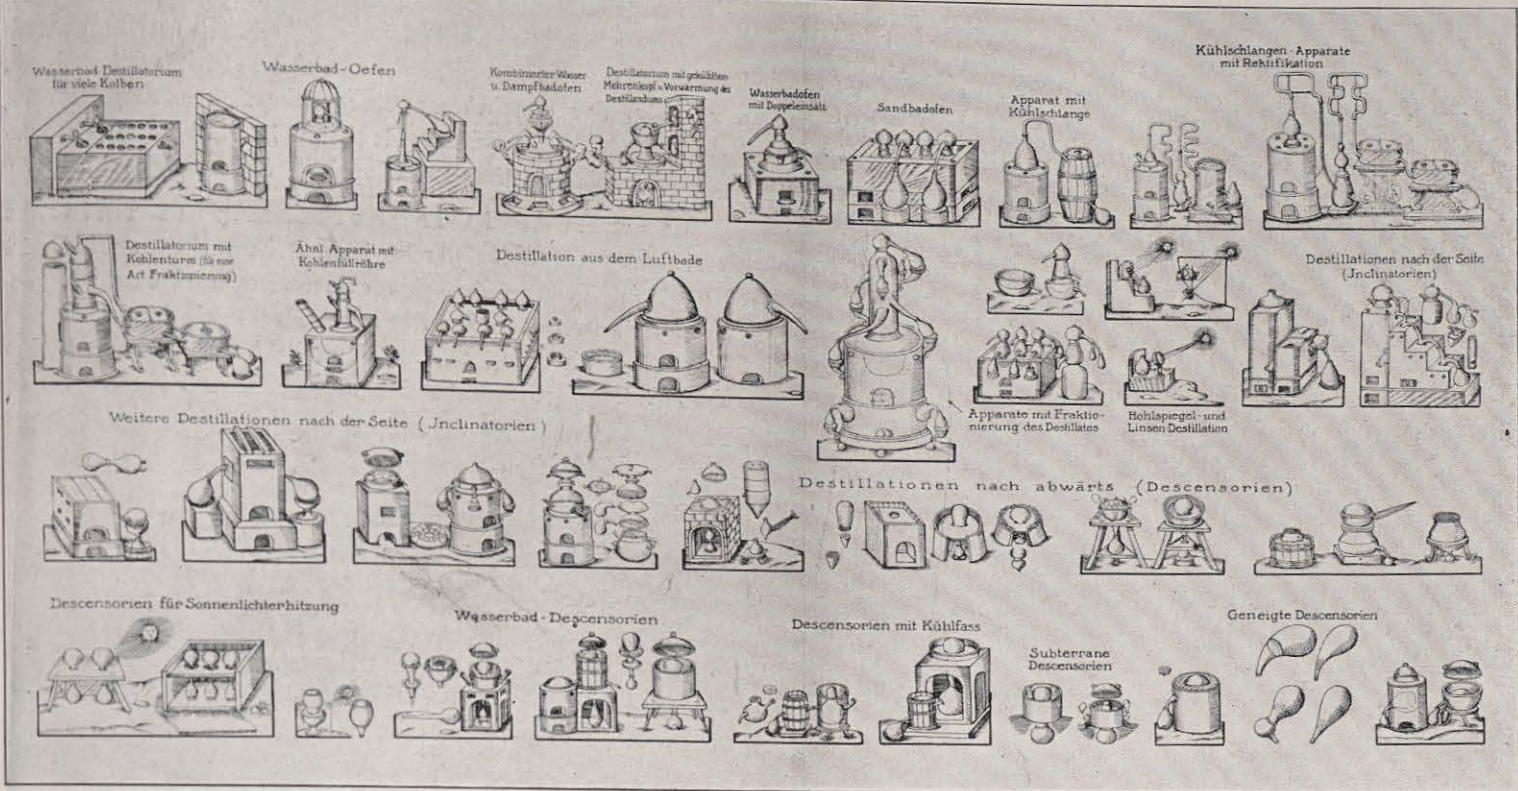 Wasserbad-Destillatorium
für viele Kolben
Wasserbad-Oefen
Kombinierter Wasser
u. Dampfbadofen
Destillatorium mit gekühltem
Mohrenkopf u. Vorwärmung des
Destillandums
Wasserbadofen
mit Doppeleinsatz
Sandbadofen
Apparat mit
Kühlschlange
Kühlschlangen-Apparate
mit Rektifikation
Destillatorium mit
Kohlenturm (für eine
Art Fraktionierung)
Ähnl. Apparat mit
Kohlenfüllröhre
Destillation aus dem Luftbade
Apparate mit Fraktio-
nierung des Destillates
Hohlspiegel- und
Linsen Destillation
Destillationen nach der Seite
(Jnclinatorien)
Weitere Destillationen nach der Seite (Jnclinatorien)
Destillationen nach abwärts (Descensorien)
Descensorien für Sonnenlichterhitzung
Wasserbad-Descensorien
Descensorien mit Kühlfass
Subterrane
Descensorien
Geneigte Descensorien